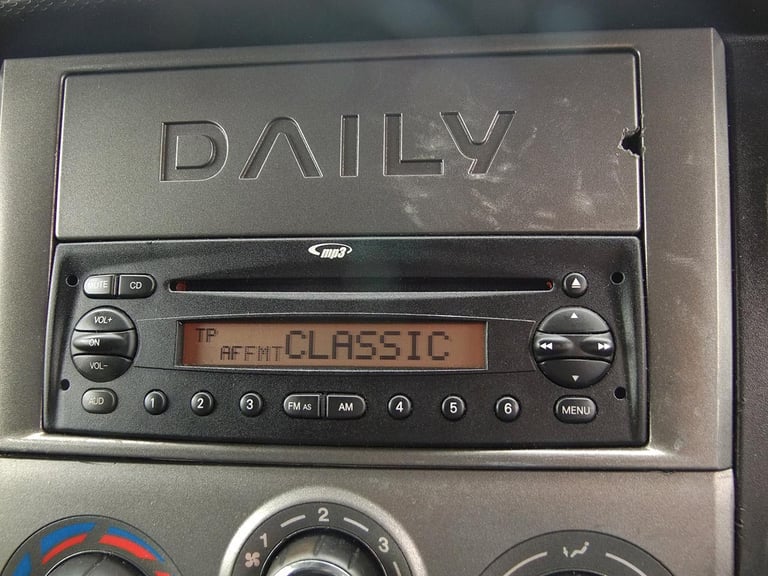 DAILY
mp3
MUTE CD
VOL+
ON
VOL-
TP
AF FMT CLASSIC
AUD 1 2 3 FM AS AM 4 5 6 MENU
1 2 3